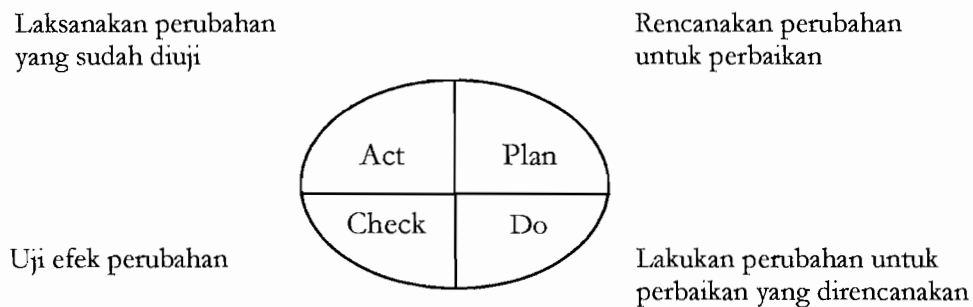 Laksanakan perubahan
yang sudah diuji
Rencanakan perubahan
untuk perbaikan
Act
Plan
Check
Do
Uji efek perubahan
Lakukan perubahan untuk
perbaikan yang direncanakan